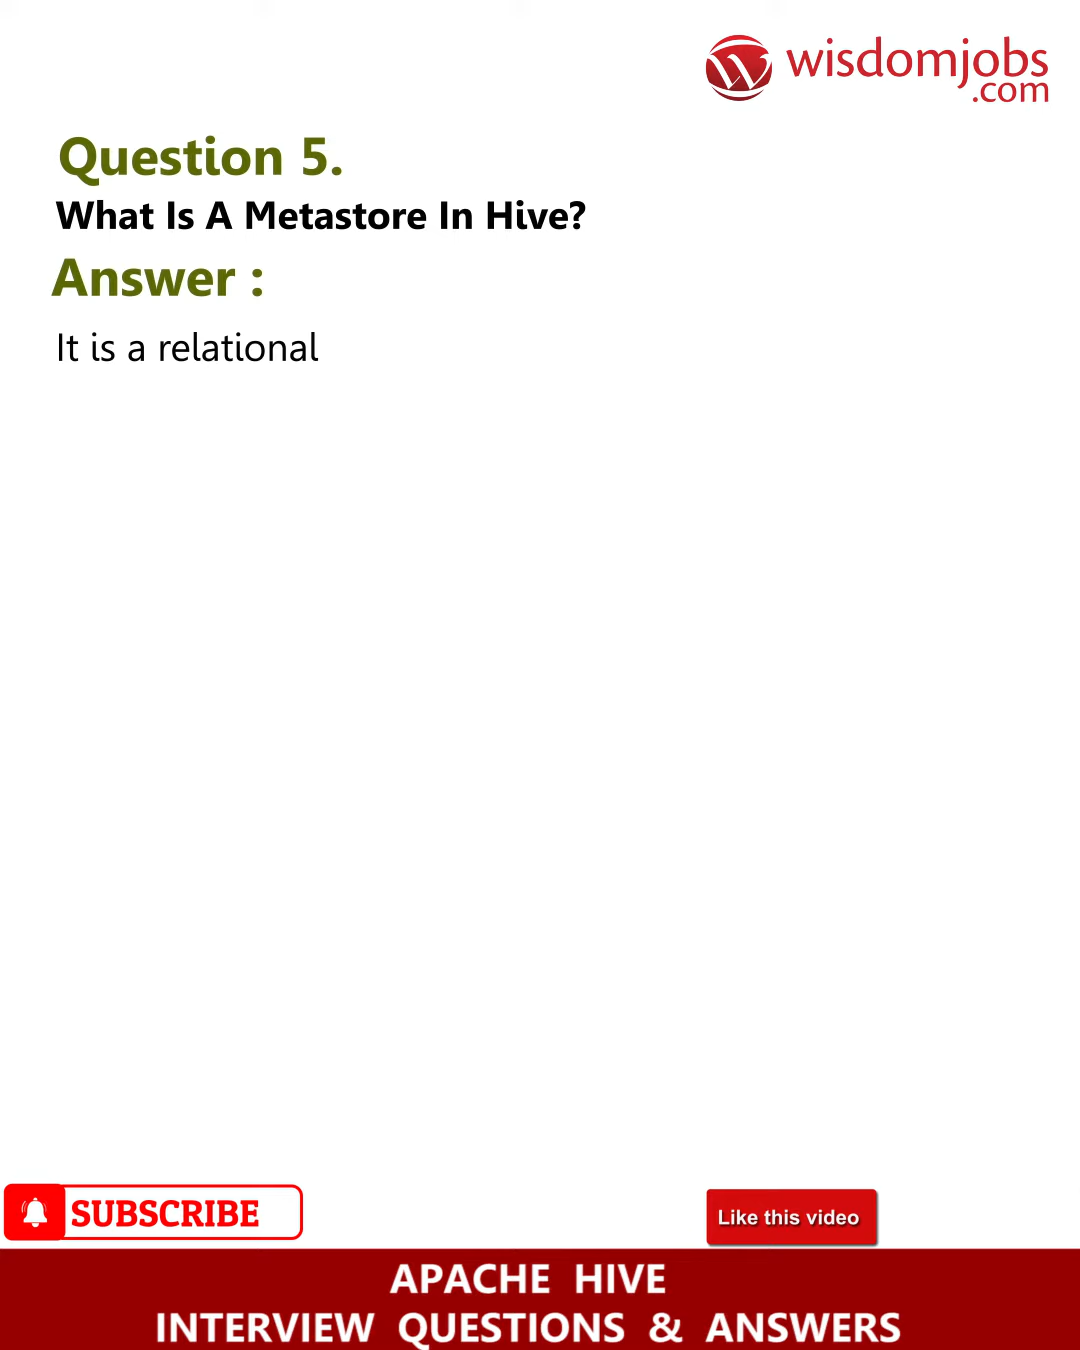 wisdomjobs
.com
Question 5.
What Is A Metastore In Hive?
Answer :
It is a relational
SUBSCRIBE
Like this video
APACHE HIVE
INTERVIEW QUESTIONS & ANSWERS